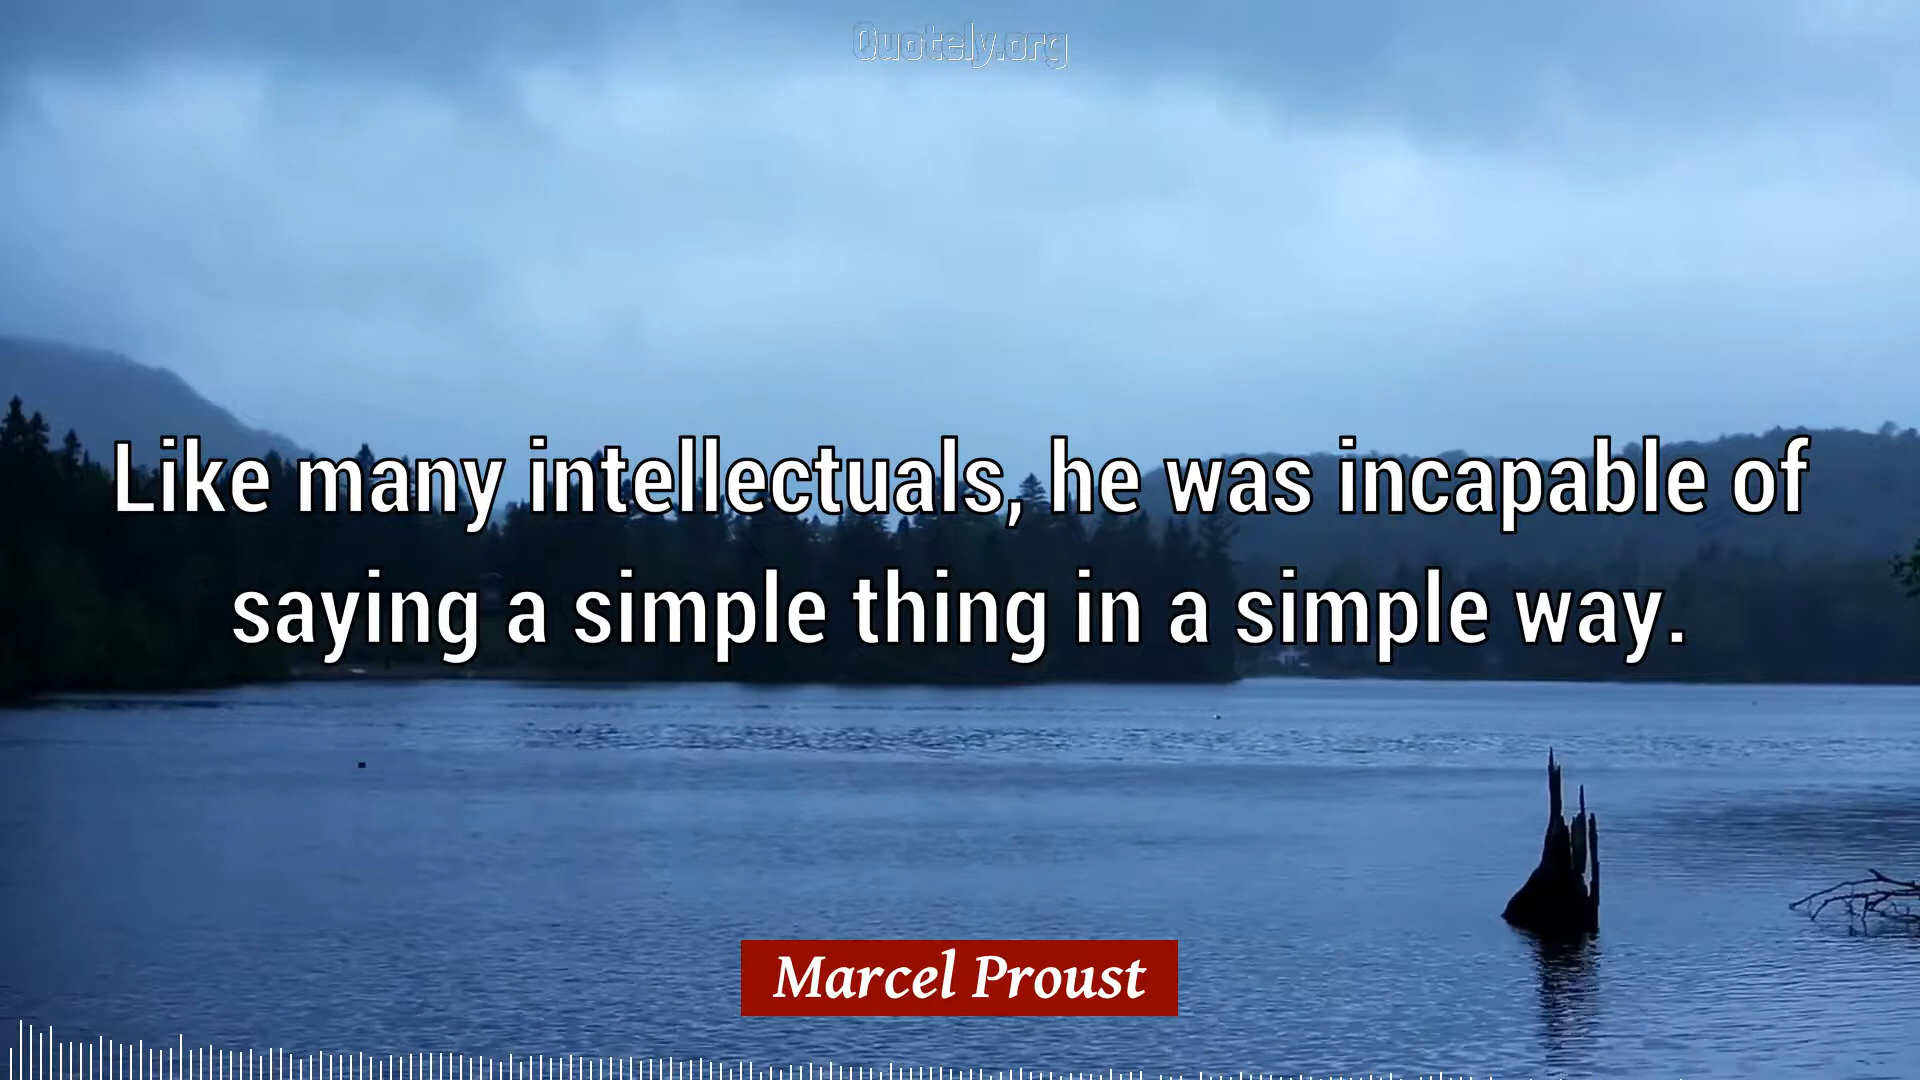 Quotely.org
Like many intellectuals, he was incapable of
saying a simple thing in a simple way.
Marcel Proust